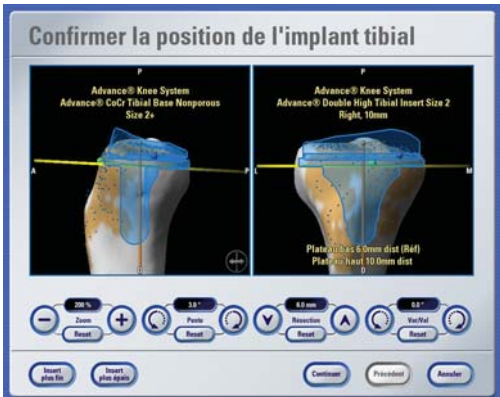 Confirmer la position de l'implant tibial
P
Advance® Knee System
Advance® CoCr Tibial Base Nonporous
Size 2+
A
P
D
P
Advance® Knee System
Advance® Double High Tibial Insert Size 2
Right, 10mm
L
M
Plateau bas 6.0mm dist (Réf)
Plateau haut 10.0mm dist
D
200 %
Zoom
Reset
3.0 °
Pente
Reset
6.0 mm
Résection
Reset
0.0 °
Var/Val
Reset
Insert
plus fin
Insert
plus épais
Continuer
Précédent
Annuler